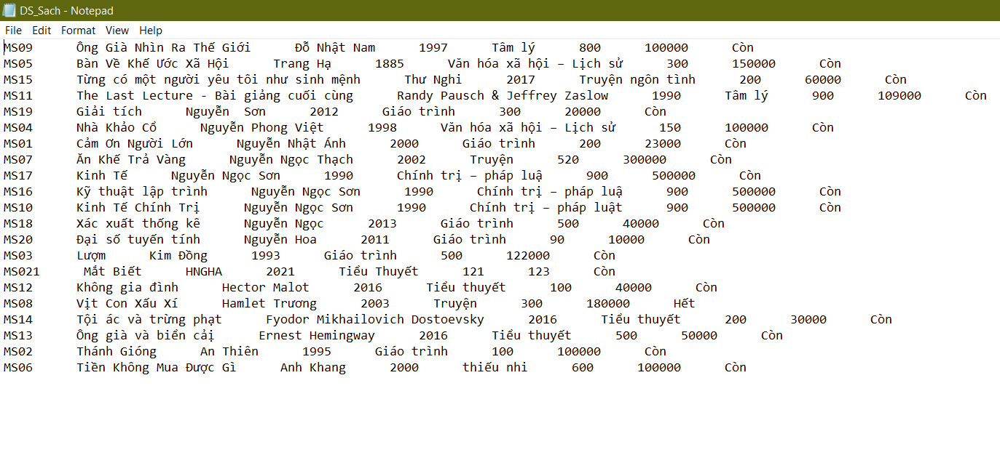 DS_Sach - Notepad
File Edit Format View Help
MS09 Ông Già Nhìn Ra Thế Giới Đỗ Nhật Nam 1997 Tâm lý 800 100000 Còn
MS05 Bàn Về Khế Ước Xã Hội Trang Hạ 1885 Văn hóa xã hội – Lịch sử 300 150000 Còn
MS15 Từng có một người yêu tôi như sinh mệnh Thư Nghi 2017 Truyện ngôn tình 200 60000 Còn
MS11 The Last Lecture - Bài giảng cuối cùng Randy Pausch & Jeffrey Zaslow 1990 Tâm lý 900 109000 Còn
MS19 Giải tích Nguyễn Sơn 2012 Giáo trình 300 20000 Còn
MS04 Nhà Khảo Cổ Nguyễn Phong Việt 1998 Văn hóa xã hội – Lịch sử 150 100000 Còn
MS01 Cảm Ơn Người Lớn Nguyễn Nhật Ánh 2000 Giáo trình 200 23000 Còn
MS07 Ăn Khế Trả Vàng Nguyễn Ngọc Thạch 2002 Truyện 520 300000 Còn
MS17 Kinh Tế Nguyễn Ngọc Sơn 1990 Chính trị – pháp luậ 900 500000 Còn
MS16 Kỹ thuật lập trình Nguyễn Ngọc Sơn 1990 Chính trị – pháp luậ 900 500000 Còn
MS10 Kinh Tế Chính Trị Nguyễn Ngọc Sơn 1990 Chính trị – pháp luật 900 500000 Còn
MS18 Xác xuất thống kê Nguyễn Ngọc 2013 Giáo trình 500 40000 Còn
MS20 Đại số tuyến tính Nguyễn Hoa 2011 Giáo trình 90 10000 Còn
MS03 Lượm Kim Đồng 1993 Giáo trình 500 122000 Còn
MS021 Mắt Biết HNGHA 2021 Tiểu Thuyết 121 123 Còn
MS12 Không gia đình Hector Malot 2016 Tiểu thuyết 100 40000 Còn
MS08 Vịt Con Xấu Xí Hamlet Trương 2003 Truyện 300 180000 Hết
MS14 Tội ác và trừng phạt Fyodor Mikhailovich Dostoevsky 2016 Tiểu thuyết 200 30000 Còn
MS13 Ông già và biển cải Ernest Hemingway 2016 Tiểu thuyết 500 50000 Còn
MS02 Thánh Gióng An Thiên 1995 Giáo trình 100 100000 Còn
MS06 Tiền Không Mua Được Gì Anh Khang 2000 thiếu nhi 600 100000 Còn